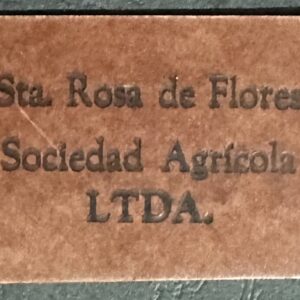 Sta. Rosa de Flores
Sociedad Agrícola
LTDA.